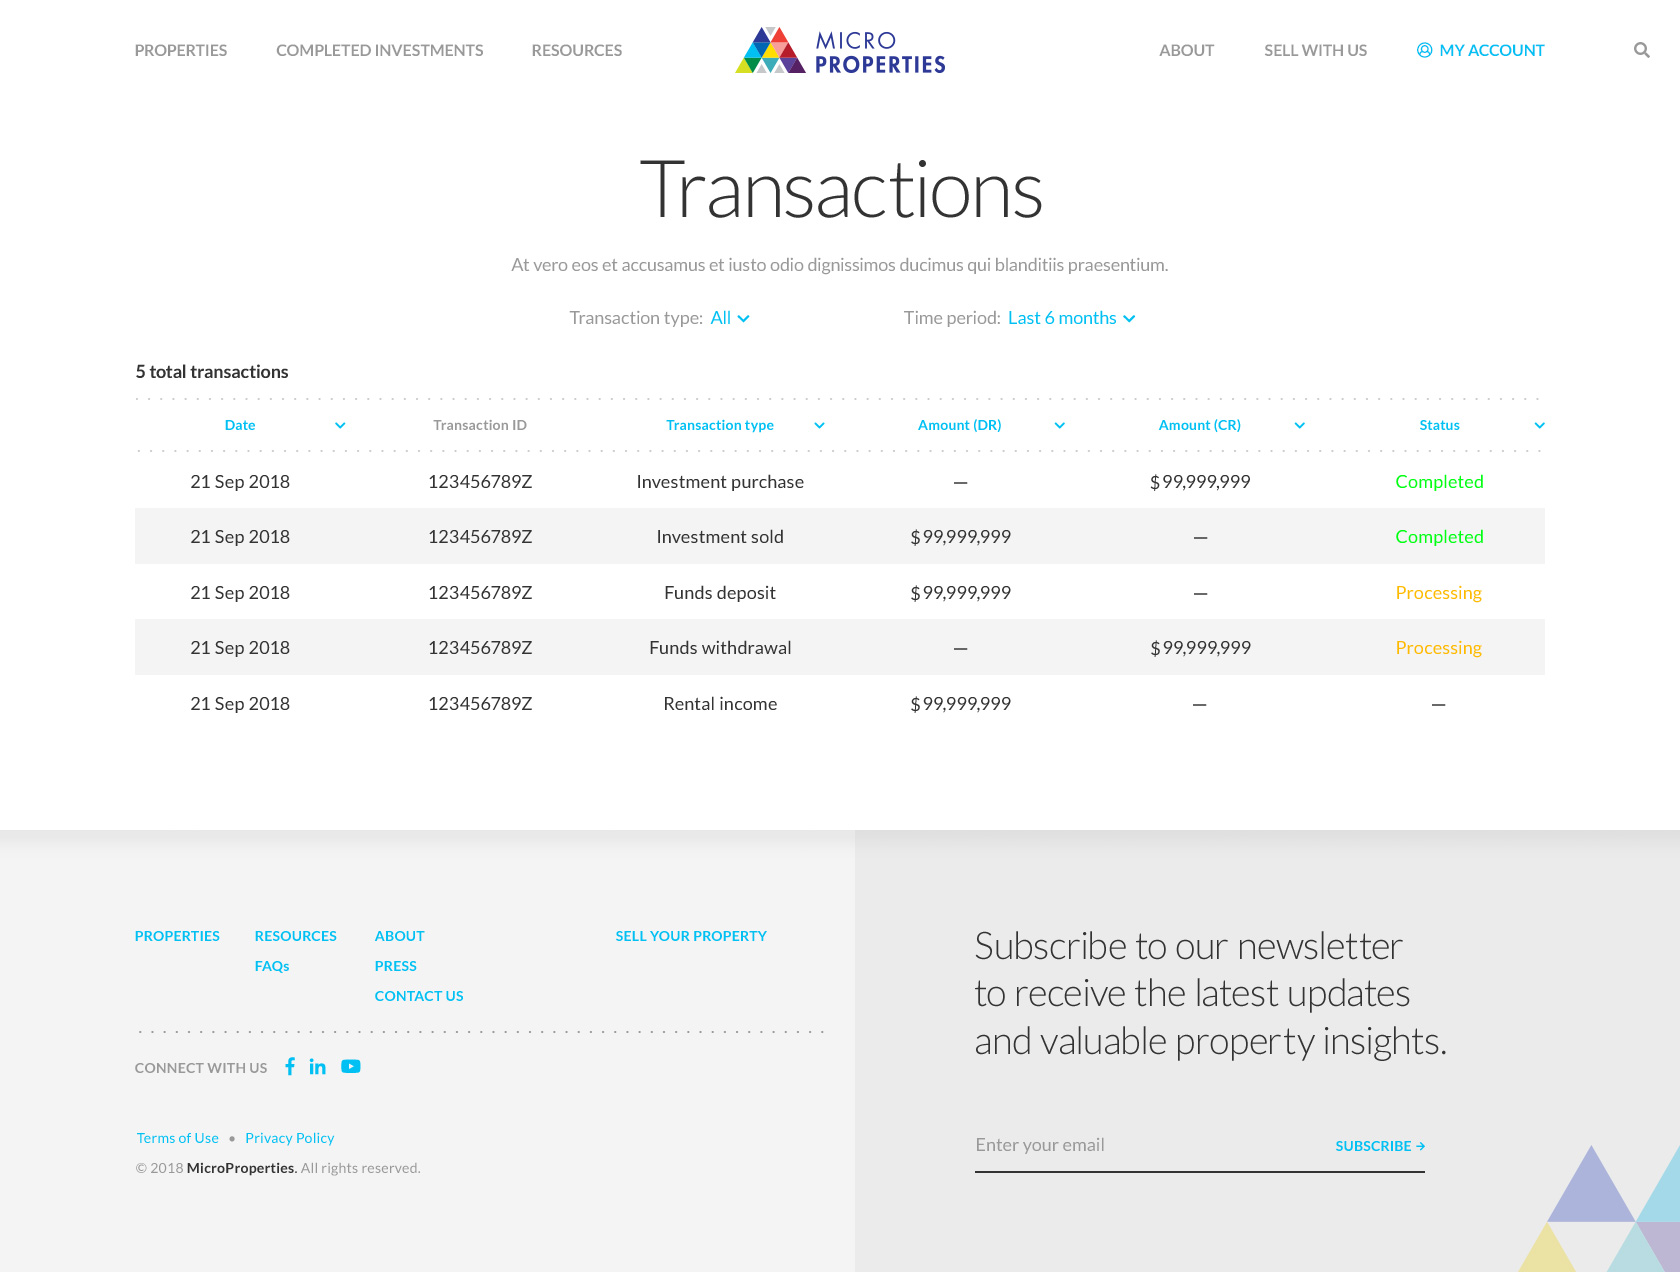 PROPERTIES COMPLETED INVESTMENTS RESOURCES MICRO PROPERTIES ABOUT SELL WITH US MY ACCOUNT
Transactions
At vero eos et accusamus et iusto odio dignissimos ducimus qui blanditiis praesentium.
Transaction type: All Time period: Last 6 months
5 total transactions
Date Transaction ID Transaction type Amount (DR) Amount (CR) Status
21 Sep 2018 123456789Z Investment purchase — $99,999,999 Completed
21 Sep 2018 123456789Z Investment sold $99,999,999 — Completed
21 Sep 2018 123456789Z Funds deposit $99,999,999 — Processing
21 Sep 2018 123456789Z Funds withdrawal — $99,999,999 Processing
21 Sep 2018 123456789Z Rental income $99,999,999 — —
PROPERTIES RESOURCES ABOUT SELL YOUR PROPERTY
FAQs PRESS
CONTACT US
CONNECT WITH US
Terms of Use • Privacy Policy
© 2018 MicroProperties. All rights reserved.
Subscribe to our newsletter
to receive the latest updates
and valuable property insights.
Enter your email SUBSCRIBE →